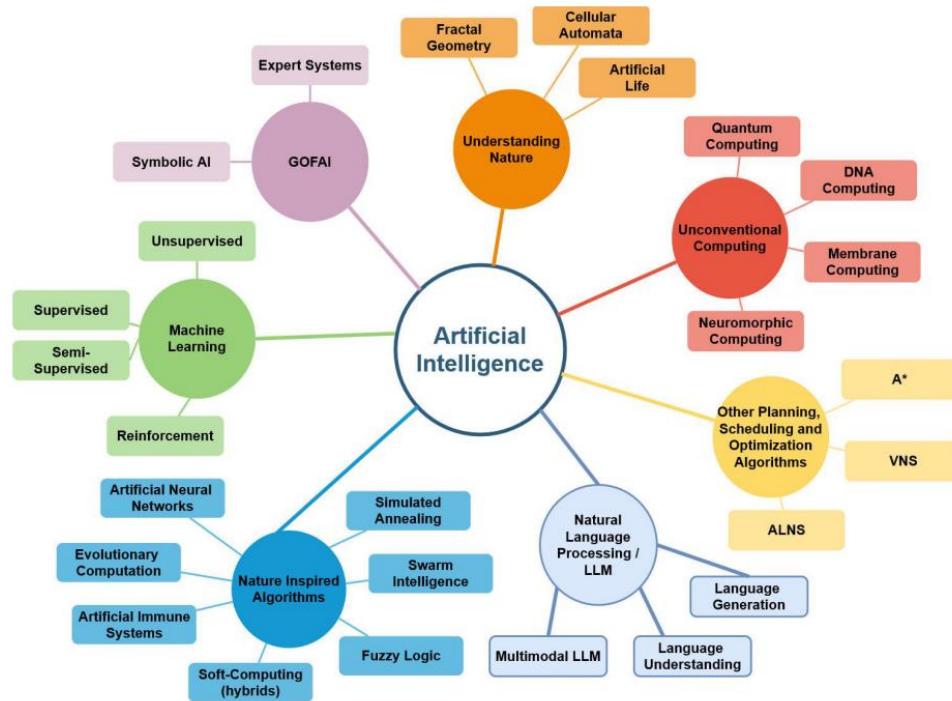 Artificial
Intelligence
GOFAI
Expert Systems
Symbolic AI
Understanding
Nature
Fractal
Geometry
Cellular
Automata
Artificial
Life
Unconventional
Computing
Quantum
Computing
DNA
Computing
Membrane
Computing
Neuromorphic
Computing
Other Planning,
Scheduling and
Optimization
Algorithms
A*
VNS
ALNS
Natural
Language
Processing /
LLM
Language
Generation
Language
Understanding
Multimodal LLM
Nature Inspired
Algorithms
Simulated
Annealing
Swarm
Intelligence
Fuzzy Logic
Soft-Computing
(hybrids)
Artificial Immune
Systems
Evolutionary
Computation
Artificial Neural
Networks
Machine
Learning
Unsupervised
Supervised
Semi-
Supervised
Reinforcement